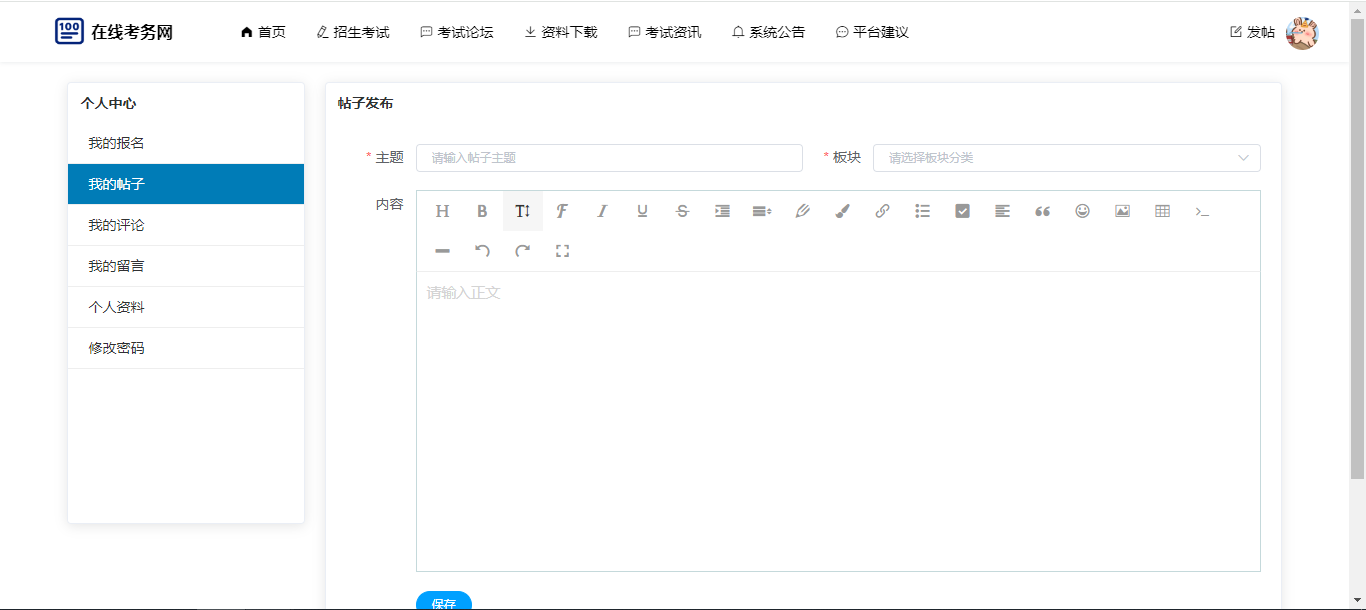 100 在线考务网 首页 招生考试 考试论坛 资料下载 考试资讯 系统公告 平台建议 发帖
个人中心
我的报名
我的帖子
我的评论
我的留言
个人资料
修改密码
帖子发布
* 主题 请输入帖子主题 * 板块 请选择板块分类
内容
请输入正文
保存